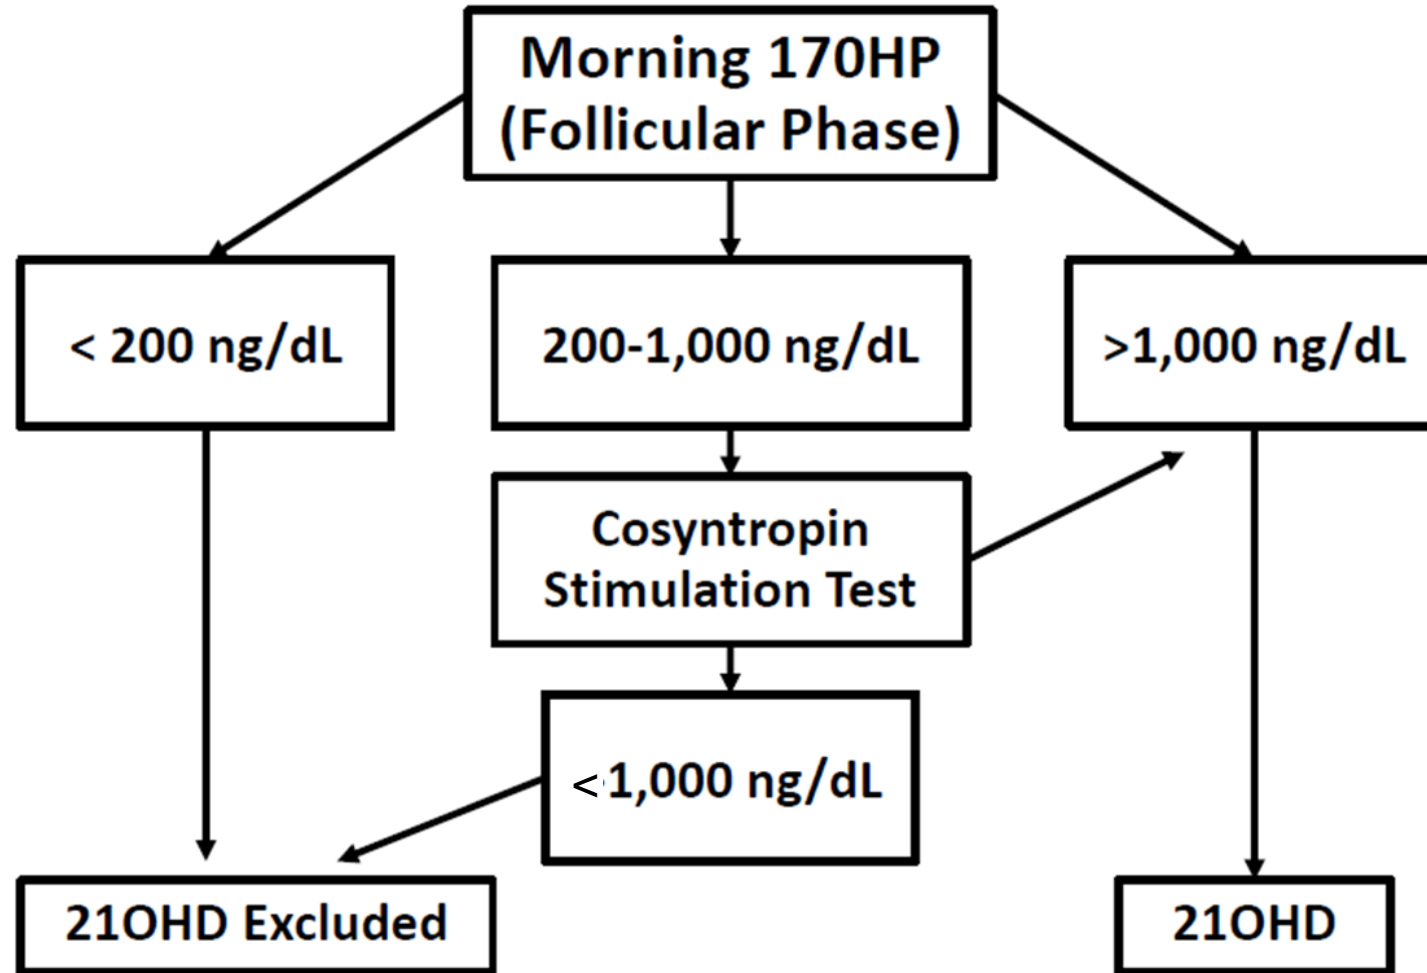 Morning 170HP
(Follicular Phase)
< 200 ng/dL
200-1,000 ng/dL
>1,000 ng/dL
Cosyntropin
Stimulation Test
<1,000 ng/dL
21OHD Excluded
21OHD